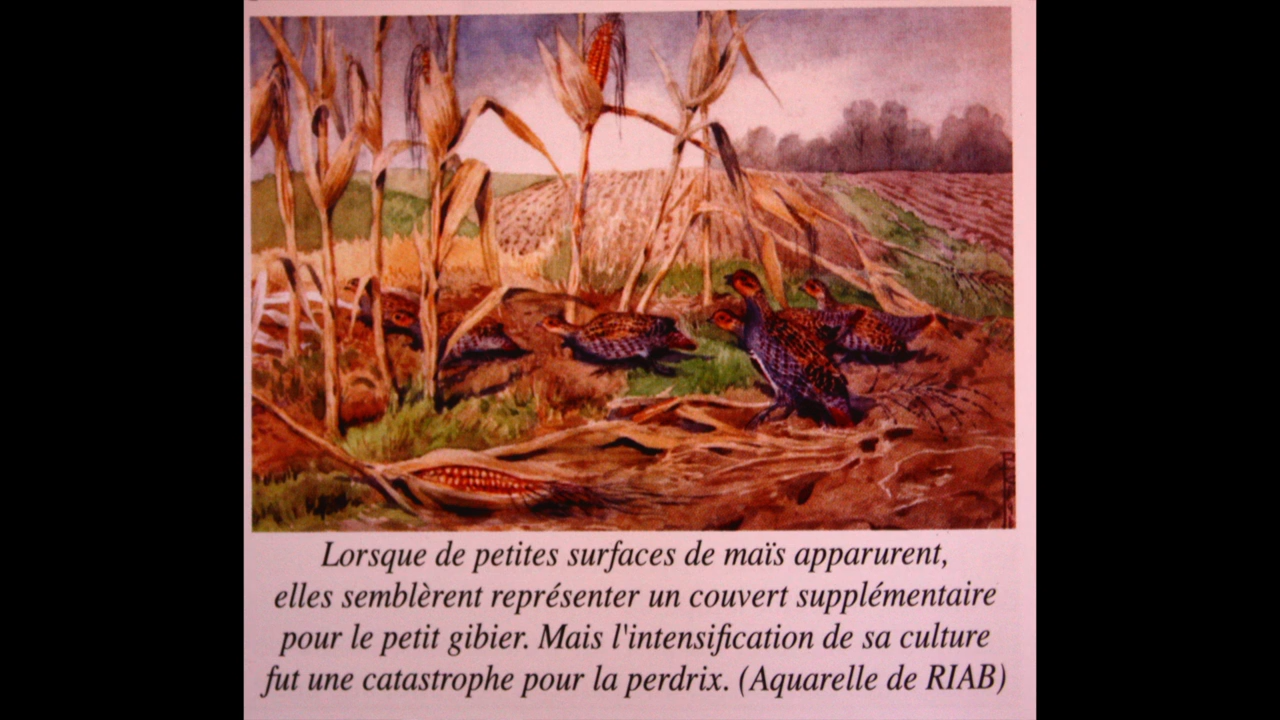 Lorsque de petites surfaces de maïs apparurent,
elles semblèrent représenter un couvert supplémentaire
pour le petit gibier. Mais l'intensification de sa culture
fut une catastrophe pour la perdrix. (Aquarelle de RIAB)